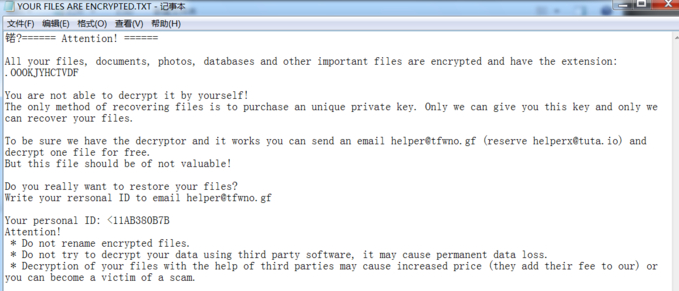 YOUR FILES ARE ENCRYPTED.TXT - 记事本
文件(F) 编辑(E) 格式(O) 查看(V) 帮助(H)
锘?====== Attention! ======
All your files, documents, photos, databases and other important files are encrypted and have the extension:
.OOOKJYHCTVDF
You are not able to decrypt it by yourself!
The only method of recovering files is to purchase an unique private key. Only we can give you this key and only we
can recover your files.
To be sure we have the decryptor and it works you can send an email helper@tfwno.gf (reserve helperx@tuta.io) and
decrypt one file for free.
But this file should be of not valuable!
Do you really want to restore your files?
Write your rersonal ID to email helper@tfwno.gf
Your personal ID: <11AB380B7B
Attention!
* Do not rename encrypted files.
* Do not try to decrypt your data using third party software, it may cause permanent data loss.
* Decryption of your files with the help of third parties may cause increased price (they add their fee to our) or
you can become a victim of a scam.